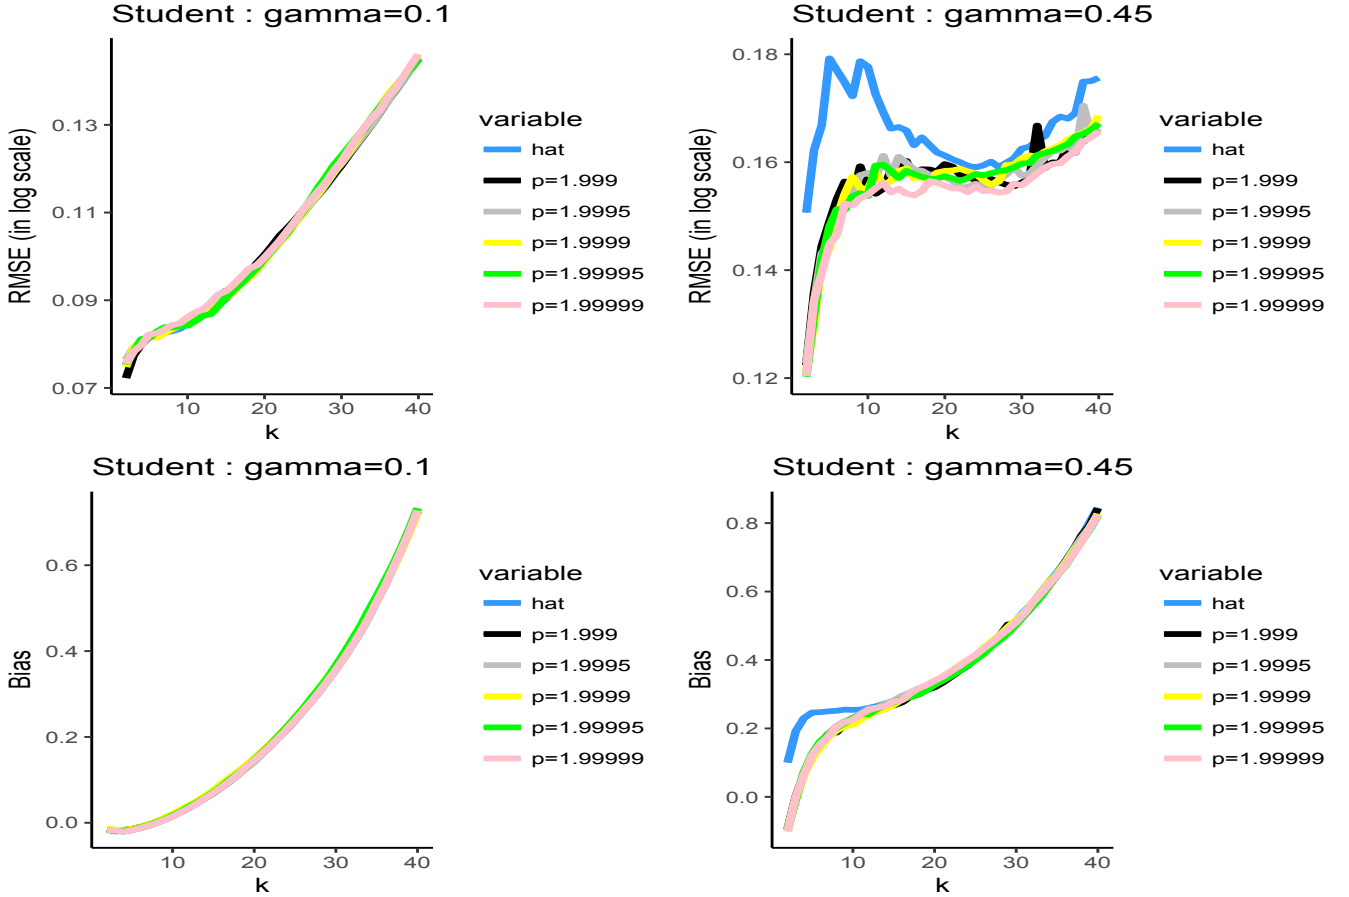 Student : gamma=0.1
RMSE (in log scale)
0.13
0.11
0.09
0.07
10 20 30 40
k
variable
hat
p=1.999
p=1.9995
p=1.9999
p=1.99995
p=1.99999
Student : gamma=0.45
RMSE (in log scale)
0.18
0.16
0.14
0.12
10 20 30 40
k
variable
hat
p=1.999
p=1.9995
p=1.9999
p=1.99995
p=1.99999
Student : gamma=0.1
Bias
0.6
0.4
0.2
0.0
10 20 30 40
k
variable
hat
p=1.999
p=1.9995
p=1.9999
p=1.99995
p=1.99999
Student : gamma=0.45
Bias
0.8
0.6
0.4
0.2
0.0
10 20 30 40
k
variable
hat
p=1.999
p=1.9995
p=1.9999
p=1.99995
p=1.99999